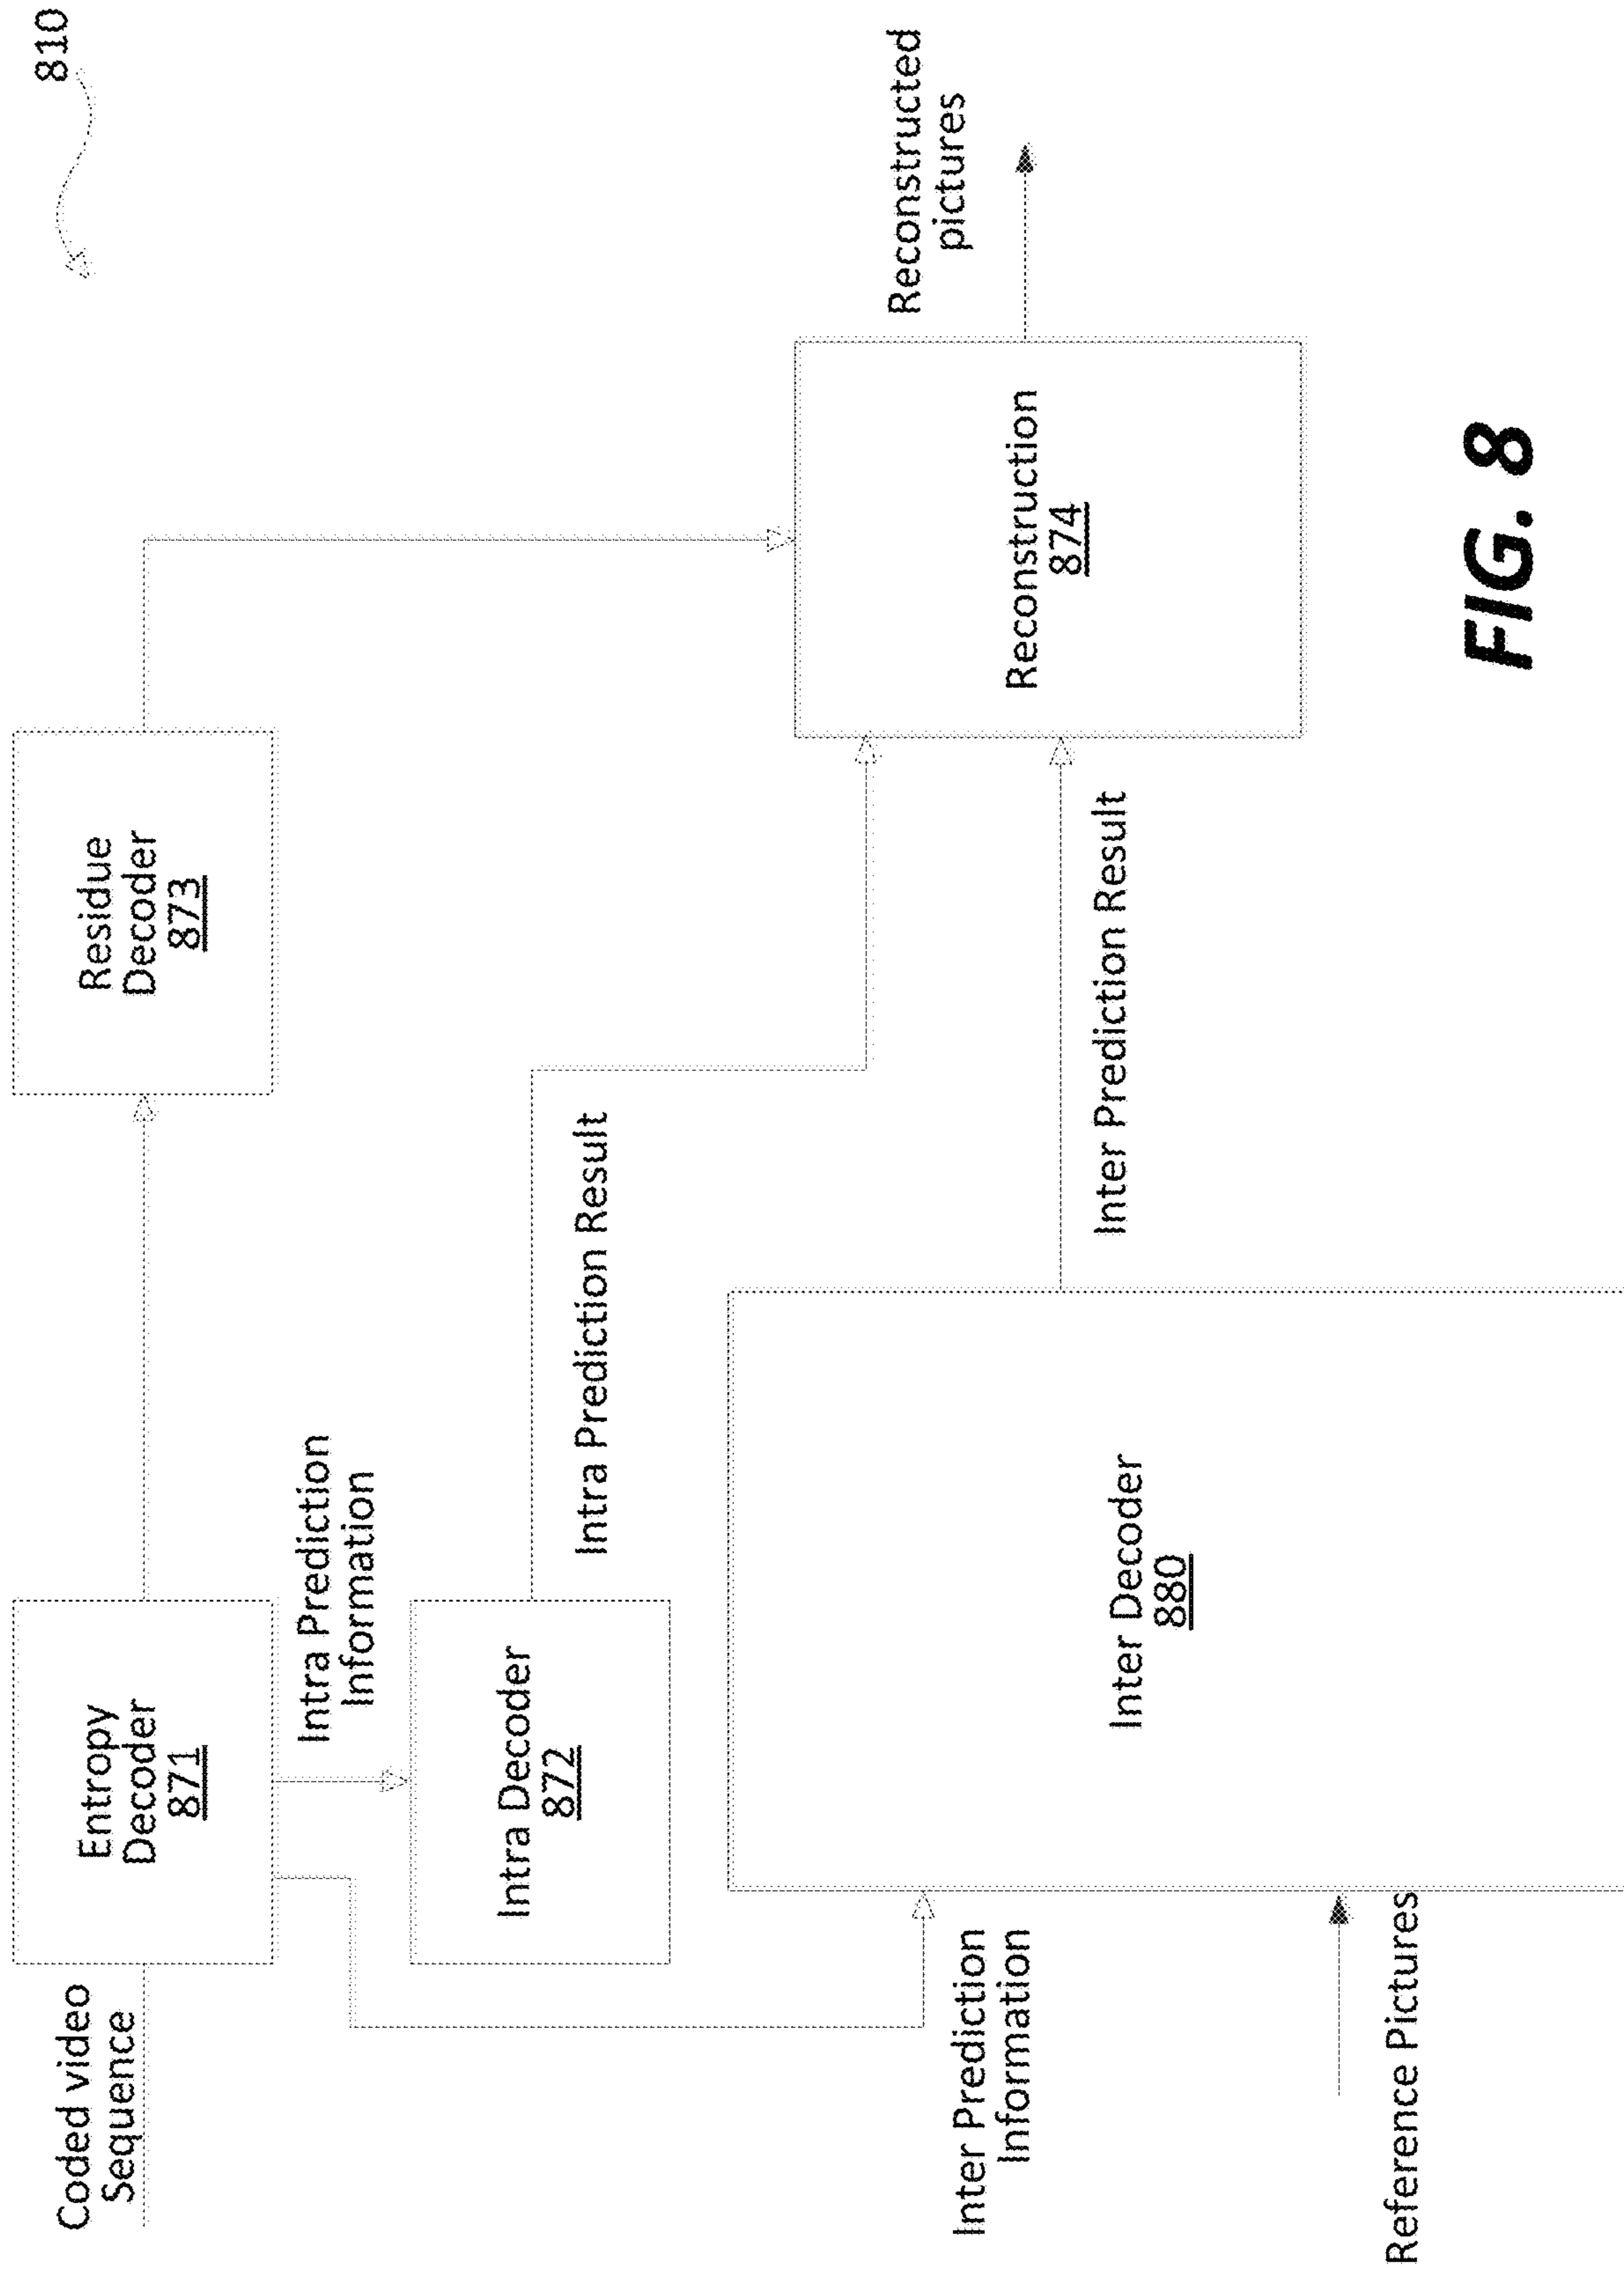 810
Coded video
Sequence
Entropy
Decoder
871
Residue
Decoder
873
Intra Prediction
Information
Intra Decoder
872
Intra Prediction Result
Inter Prediction
Information
Inter Decoder
880
Inter Prediction Result
Reference Pictures
Reconstruction
874
Reconstructed
pictures
FIG. 8